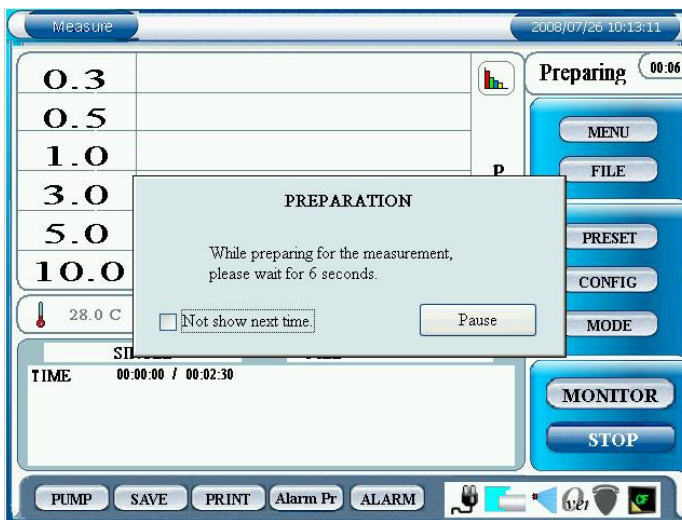 Measure
2008/07/26 10:13:11
0.3
0.5
1.0
3.0
5.0
10.0
P
Preparing 00:06
MENU
FILE
PRESET
CONFIG
MODE
MONITOR
STOP
PREPARATION
While preparing for the measurement,
please wait for 6 seconds.
Not show next time.
Pause
28.0 C
TIME 00:00:00 / 00:02:30
PUMP
SAVE
PRINT
Alarm Pr
ALARM
Over
CF